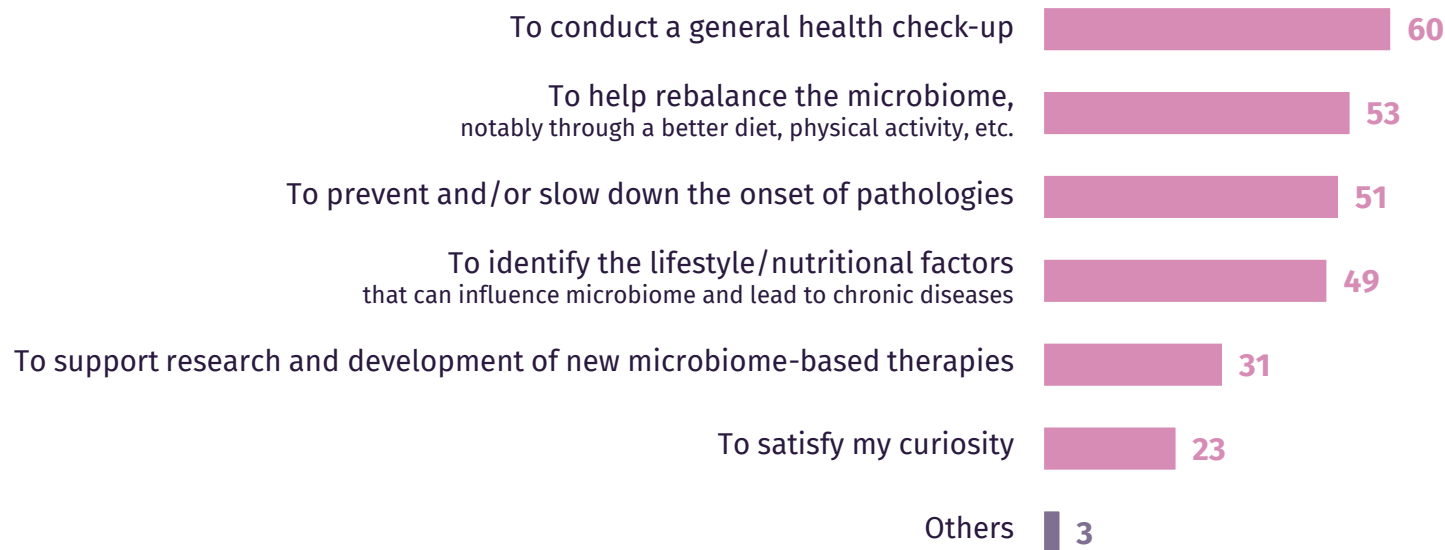 To conduct a general health check-up 60
To help rebalance the microbiome,
notably through a better diet, physical activity, etc. 53
To prevent and/or slow down the onset of pathologies 51
To identify the lifestyle/nutritional factors
that can influence microbiome and lead to chronic diseases 49
To support research and development of new microbiome-based therapies 31
To satisfy my curiosity 23
Others 3